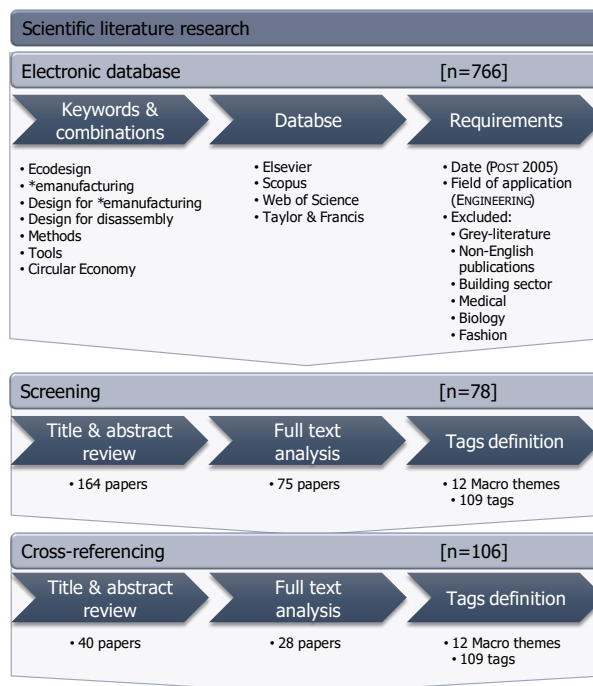 Scientific literature research
Electronic database [n=766]
Keywords &
combinations
Databse
Requirements
• Ecodesign
• *emanufacturing
• Design for *emanufacturing
• Design for disassembly
• Methods
• Tools
• Circular Economy
• Elsevier
• Scopus
• Web of Science
• Taylor & Francis
• Date (POST 2005)
• Field of application
(ENGINEERING)
• Excluded:
• Grey-literature
• Non-English
publications
• Building sector
• Medical
• Biology
• Fashion
Screening [n=78]
Title & abstract
review
Full text
analysis
Tags definition
• 164 papers
• 75 papers
• 12 Macro themes
• 109 tags
Cross-referencing [n=106]
Title & abstract
review
Full text
analysis
Tags definition
• 40 papers
• 28 papers
• 12 Macro themes
• 109 tags